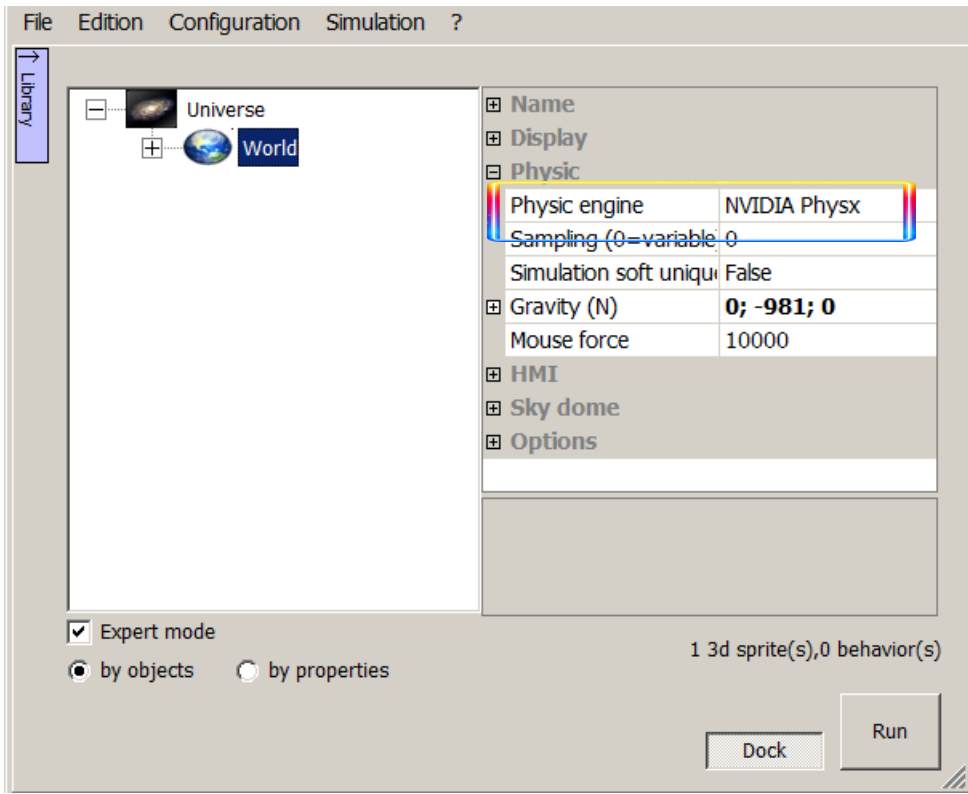 File Edition Configuration Simulation ?
↑ Library
Universe
World
Name
Display
Physic
Physic engine NVIDIA Physx
Sampling (0=variable) 0
Simulation soft uniqu False
Gravity (N) 0; -981; 0
Mouse force 10000
HMI
Sky dome
Options
Expert mode
by objects by properties
1 3d sprite(s),0 behavior(s)
Dock
Run